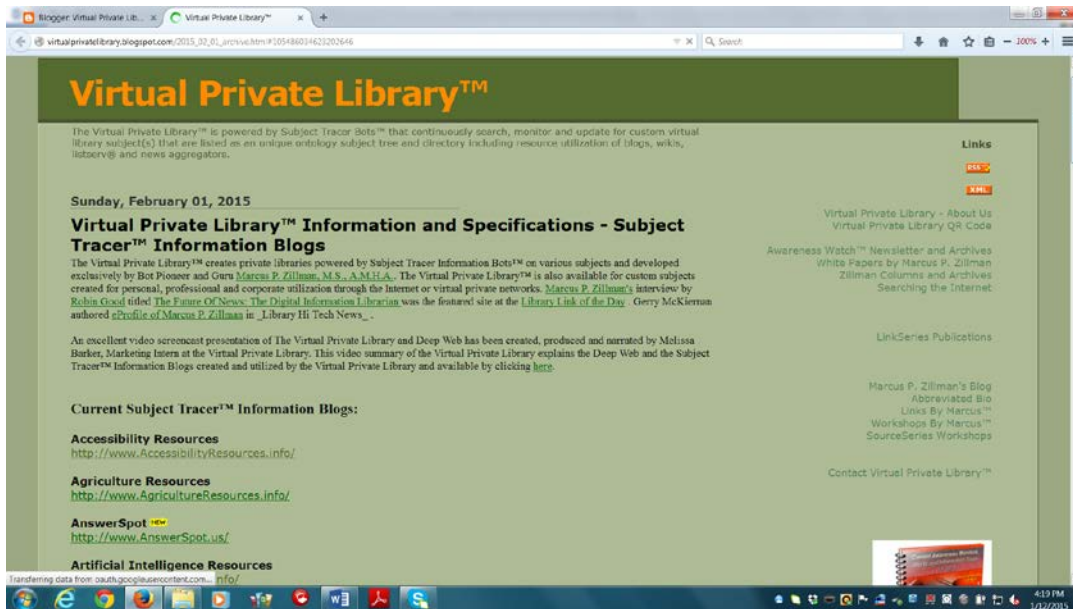 Blogger: Virtual Private Lib...
Virtual Private Library™
virtualprivatelibrary.blogspot.com/2015_02_01_archive.html#105486034623202646
Search
100%
Virtual Private Library™
The Virtual Private Library™ is powered by Subject Tracer Bots™ that continuously search, monitor and update for custom virtual
library subject(s) that are listed as an unique ontology subject tree and directory including resource utilization of blogs, wikis,
listserv® and news aggregators.
Sunday, February 01, 2015
Virtual Private Library™ Information and Specifications - Subject
Tracer™ Information Blogs
The Virtual Private Library™ creates private libraries powered by Subject Tracer Information Bots™ on various subjects and developed
exclusively by Bot Pioneer and Guru Marcus P. Zillman, M.S., A.M.H.A.. The Virtual Private Library™ is also available for custom subjects
created for personal, professional and corporate utilization through the Internet or virtual private networks. Marcus P. Zillman's interview by
Robin Good titled The Future Of News: The Digital Information Librarian was the featured site at the Library Link of the Day . Gerry McKiernan
authored eProfile of Marcus P. Zillman in _Library Hi Tech News_ .
An excellent video screencast presentation of The Virtual Private Library and Deep Web has been created, produced and narrated by Melissa
Barker, Marketing Intern at the Virtual Private Library. This video summary of the Virtual Private Library explains the Deep Web and the Subject
Tracer™ Information Blogs created and utilized by the Virtual Private Library and available by clicking here.
Current Subject Tracer™ Information Blogs:
Accessibility Resources
http://www.AccessibilityResources.info/
Agriculture Resources
http://www.AgricultureResources.info/
AnswerSpot NEW
http://www.AnswerSpot.us/
Artificial Intelligence Resources
nfo/
Links
RSS
XML
Virtual Private Library - About Us
Virtual Private Library QR Code
Awareness Watch™ Newsletter and Archives
White Papers by Marcus P. Zillman
Zillman Columns and Archives
Searching the Internet
LinkSeries Publications
Marcus P. Zillman's Blog
Abbreviated Bio
Links By Marcus™
Workshops By Marcus™
SourceSeries Workshops
Contact Virtual Private Library™
Transferring data from oauth.googleusercontent.com...
4:19 PM
1/12/2015